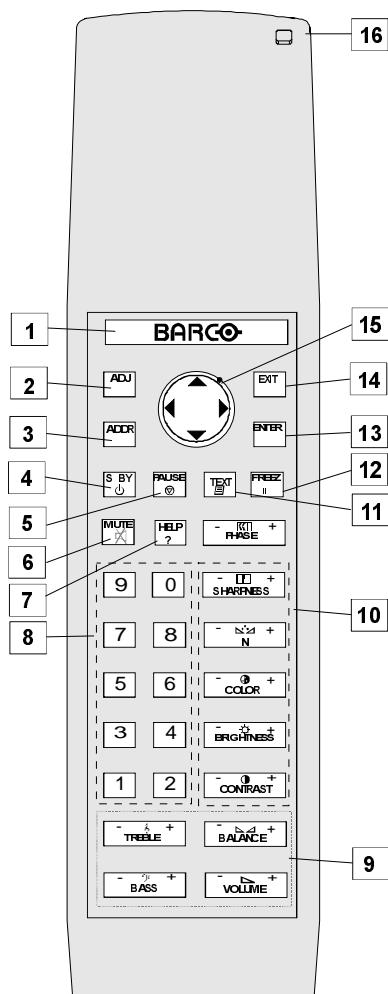 16
1
BARCO
15
2
ADJ
EXIT
14
3
ADDR
ENTER
13
4
S BY
PAUSE
TEXT
FREEZ
12
5
11
6
MUTE
HELP
?
- PHASE +
7
8
9 0
- SHARPNESS +
10
7 8
- N +
5 6
- COLOR +
3 4
- BRIGHTNESS +
1 2
- CONTRAST +
- TREBLE +
- BALANCE +
9
- BASS +
- VOLUME +